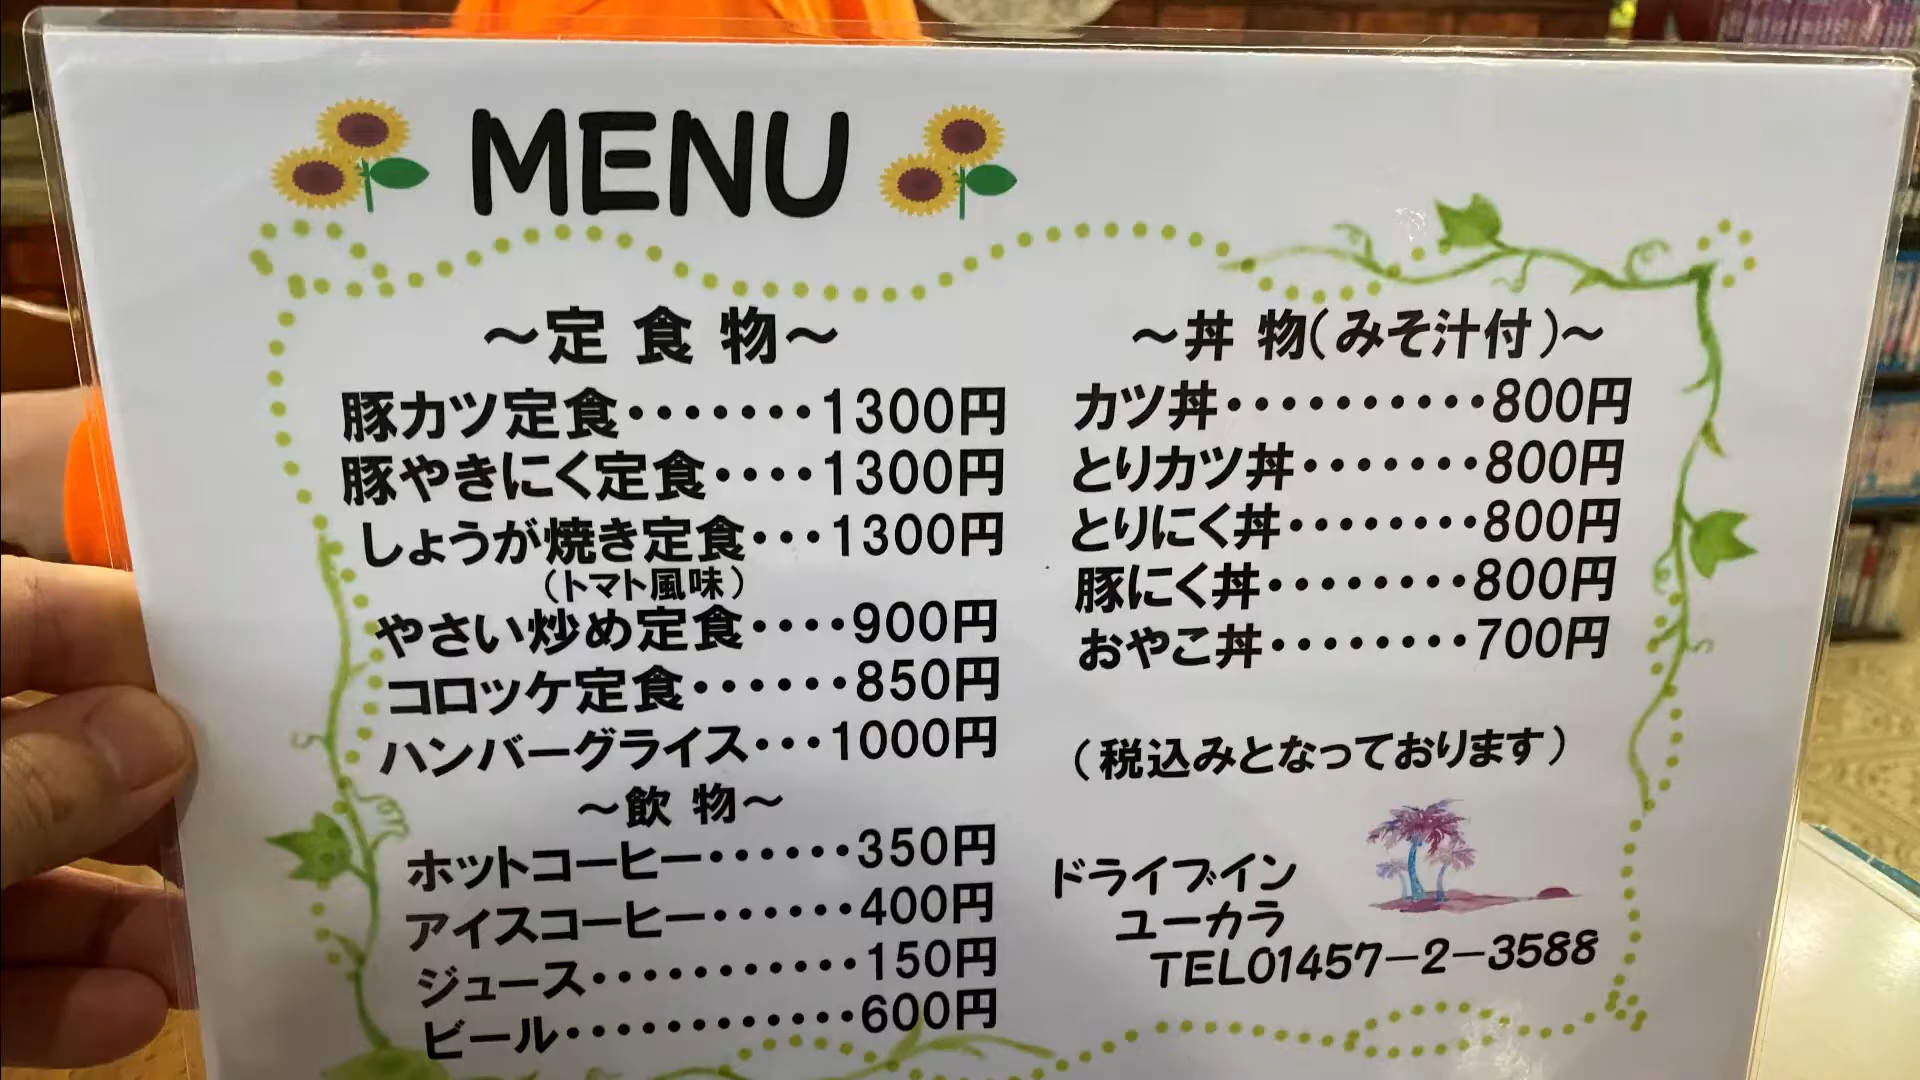 MENU
～定 食 物～
豚カツ定食・・・・・・・1300円
豚やきにく定食・・・・1300円
しょうが焼き定食・・・1300円
（トマト風味）
やさい炒め定食・・・・900円
コロッケ定食・・・・・・850円
ハンバーグライス・・・1000円
～飲 物～
ホットコーヒー・・・・・・350円
アイスコーヒー・・・・・・400円
ジュース・・・・・・・・・・・150円
ビール・・・・・・・・・・・・600円
～丼 物（みそ汁付）～
カツ丼・・・・・・・・・・800円
とりカツ丼・・・・・・・800円
とりにく丼・・・・・・・・800円
豚にく丼・・・・・・・・800円
おやこ丼・・・・・・・・700円
（税込みとなっております）
ドライブイン
ユーカラ
TEL01457－2－3588